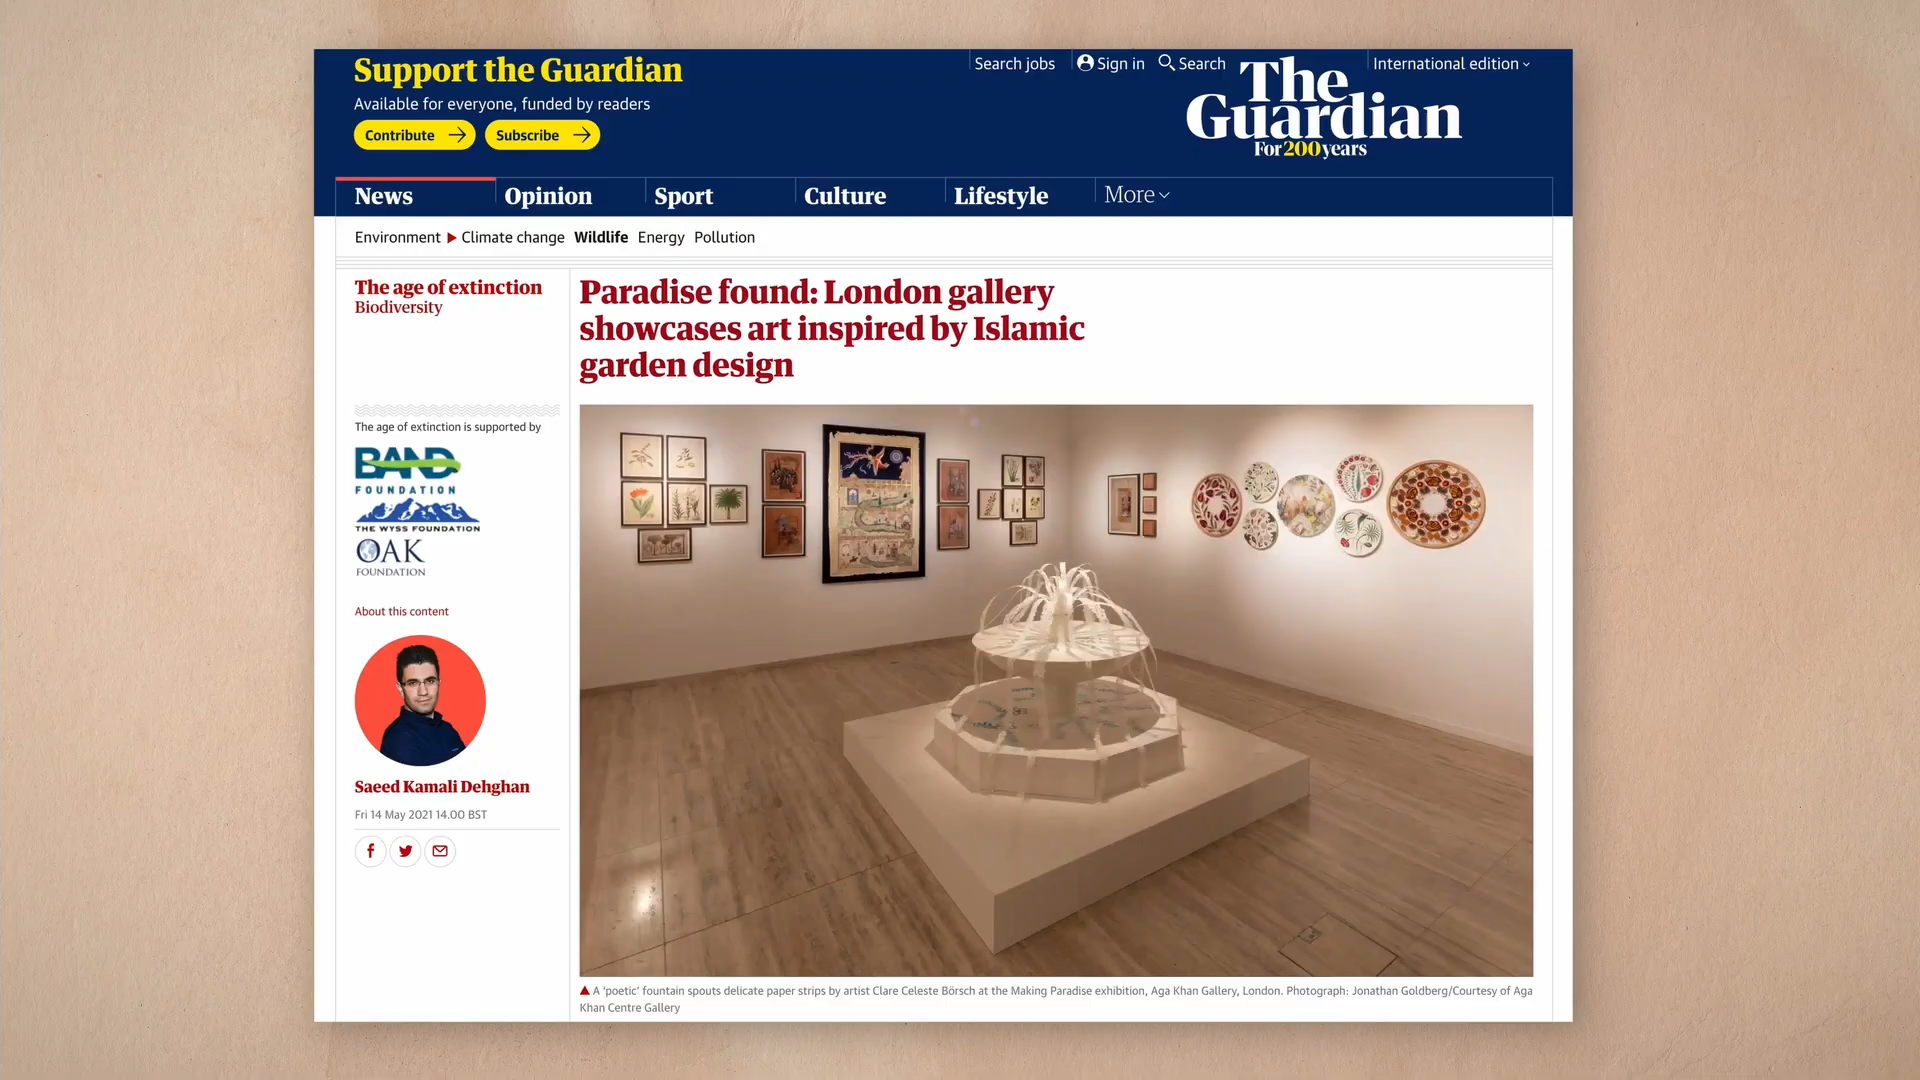 Support the Guardian
Available for everyone, funded by readers
Contribute
Subscribe
Search jobs
Sign in
Search
International edition
The
Guardian
For 200 years
News
Opinion
Sport
Culture
Lifestyle
More
Environment
Climate change
Wildlife
Energy
Pollution
The age of extinction
Biodiversity
Paradise found: London gallery
showcases art inspired by Islamic
garden design
The age of extinction is supported by
BAND
FOUNDATION
THE WYSS FOUNDATION
OAK
FOUNDATION
About this content
Saeed Kamali Dehghan
Fri 14 May 2021 14.00 BST
A 'poetic' fountain spouts delicate paper strips by artist Clare Celeste Börsch at the Making Paradise exhibition, Aga Khan Gallery, London. Photograph: Jonathan Goldberg/Courtesy of Aga
Khan Centre Gallery